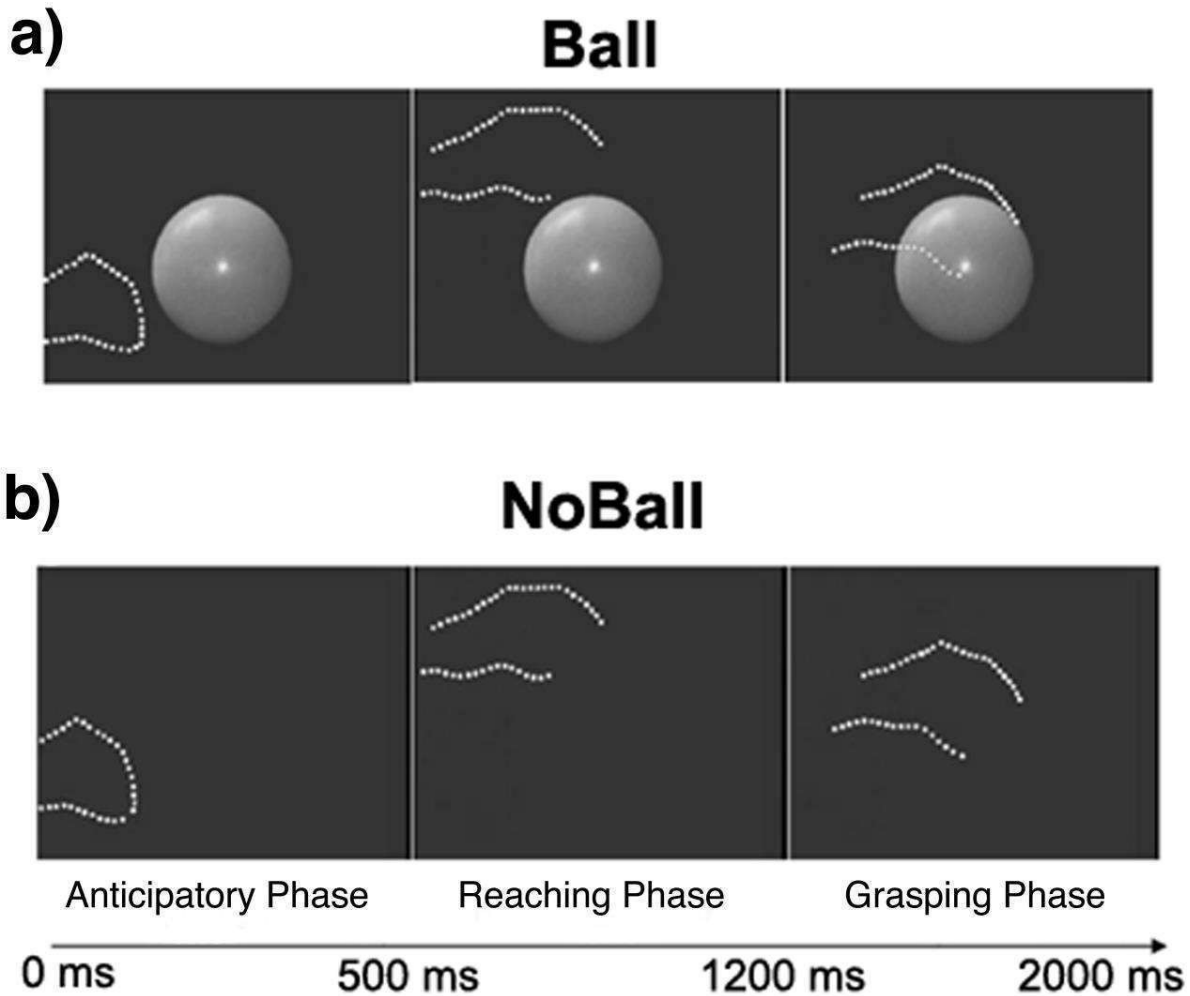 a)
Ball
b)
NoBall
Anticipatory Phase
Reaching Phase
Grasping Phase
0 ms
500 ms
1200 ms
2000 ms